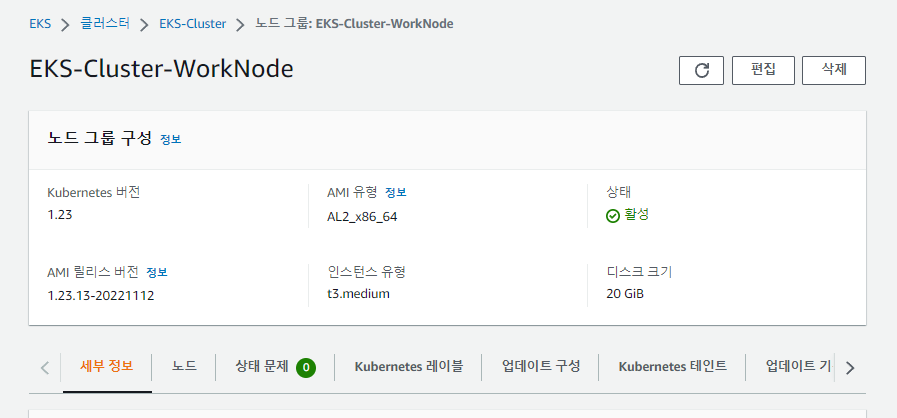 EKS > 클러스터 > EKS-Cluster > 노드 그룹: EKS-Cluster-WorkNode
EKS-Cluster-WorkNode
편집 삭제
노드 그룹 구성 정보
Kubernetes 버전 AMI 유형 정보 상태
1.23 AL2_x86_64 활성
AMI 릴리스 버전 정보 인스턴스 유형 디스크 크기
1.23.13-20221112 t3.medium 20 GiB
세부 정보 노드 상태 문제 0 Kubernetes 레이블 업데이트 구성 Kubernetes 테인트 업데이트